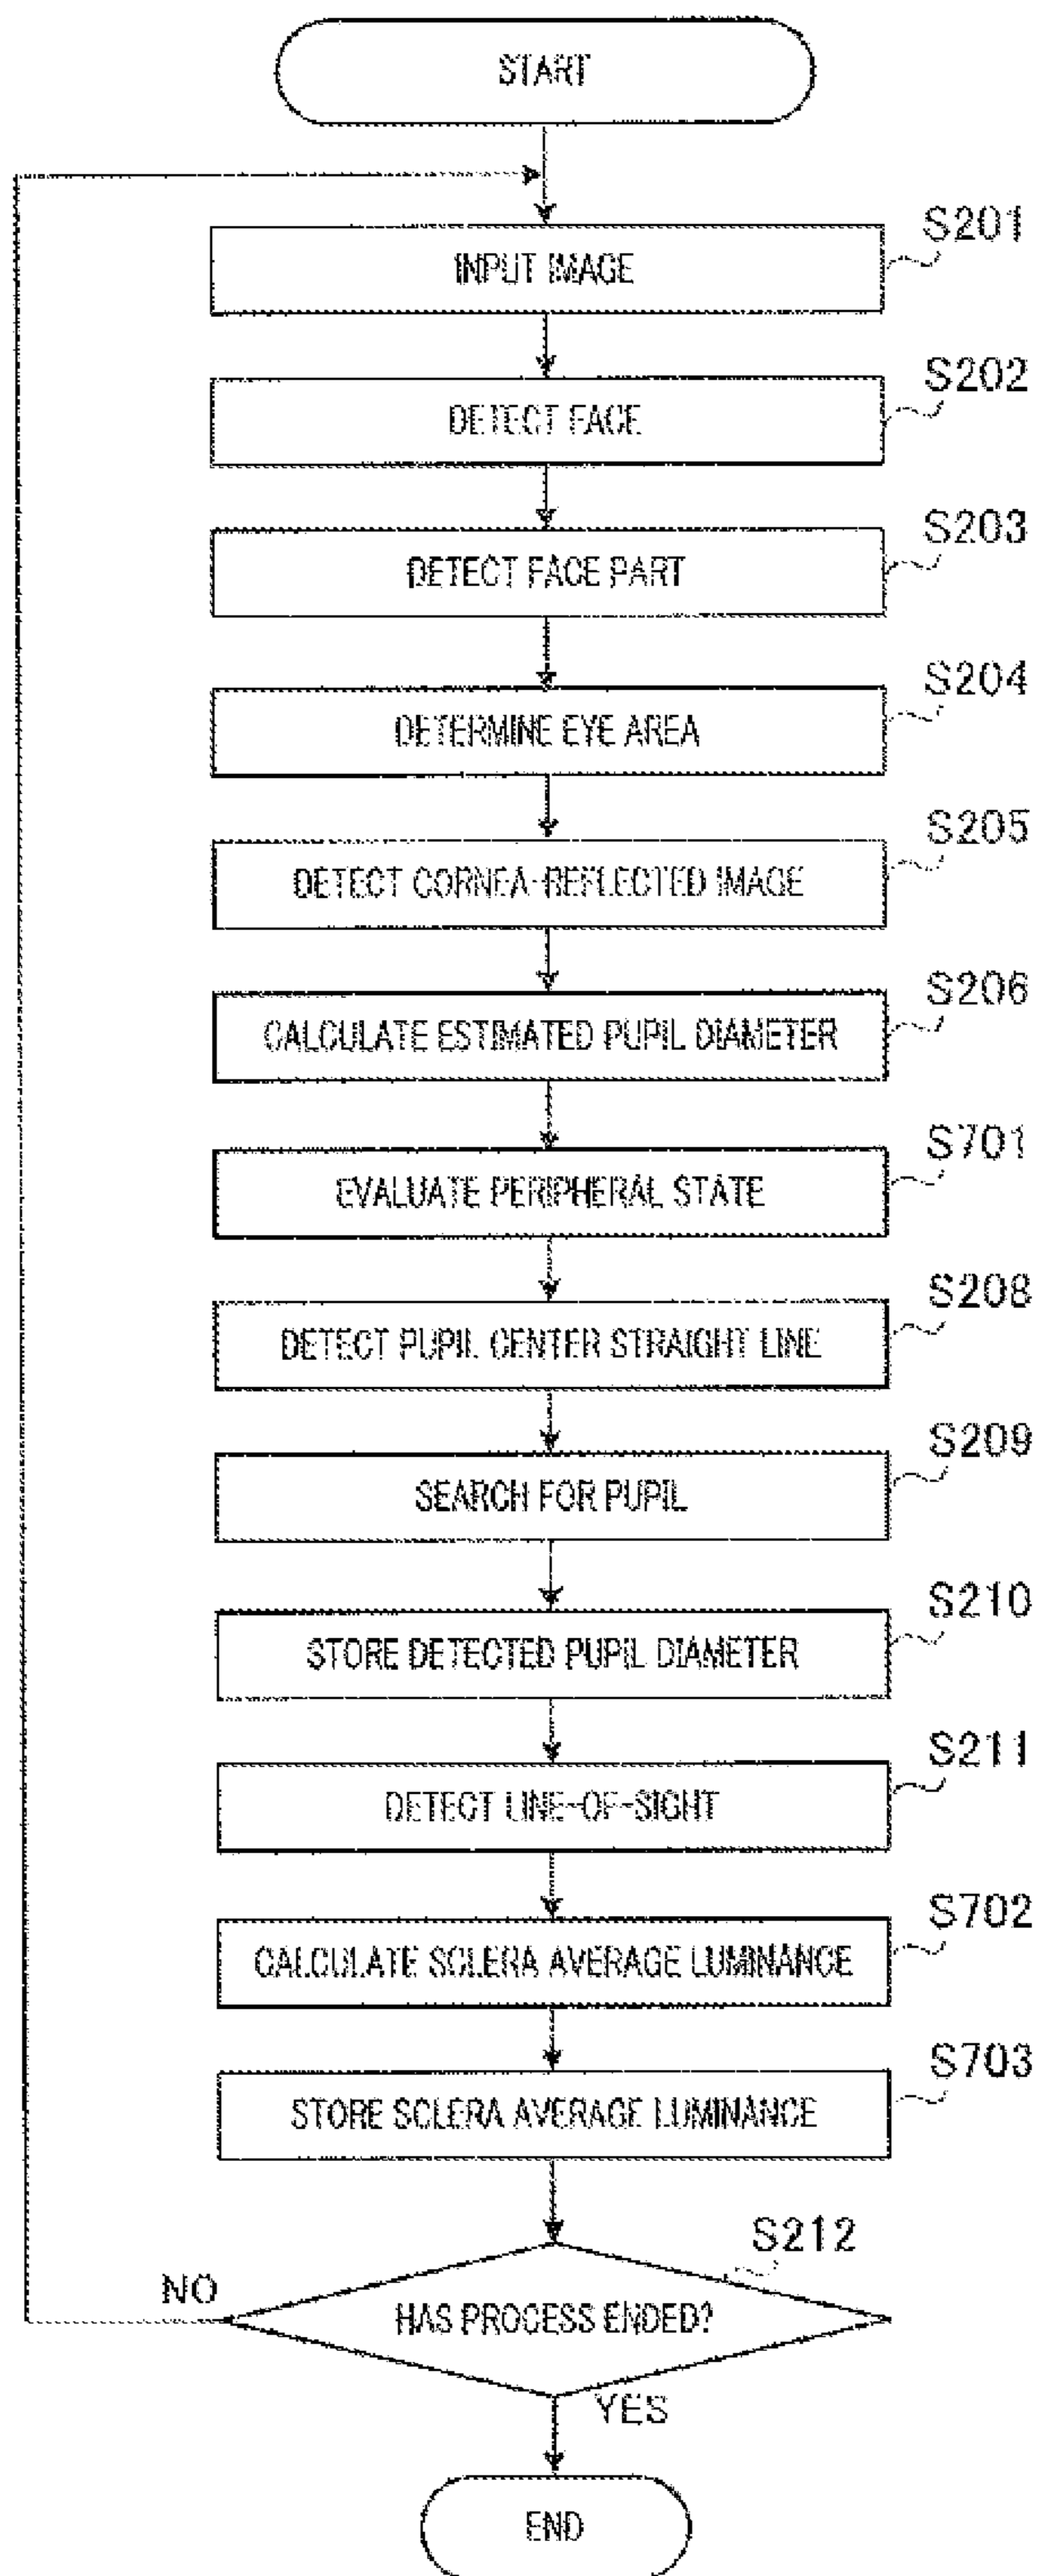 START
S201
INPUT IMAGE
S202
DETECT FACE
S203
DETECT FACE PART
S204
DETERMINE EYE AREA
S205
DETECT CORNEA-REFLECTED IMAGE
S206
CALCULATE ESTIMATED PUPIL DIAMETER
S701
EVALUATE PERIPHERAL STATE
S208
DETECT PUPIL CENTER STRAIGHT LINE
S209
SEARCH FOR PUPIL
S210
STORE DETECTED PUPIL DIAMETER
S211
DETECT LINE-OF-SIGHT
S702
CALCULATE SCLERA AVERAGE LUMINANCE
S703
STORE SCLERA AVERAGE LUMINANCE
S212
NO
HAS PROCESS ENDED?
YES
END